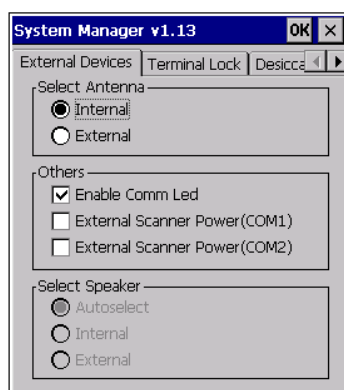 System Manager v1.13 OK ×
External Devices Terminal Lock Desicca
Select Antenna
Internal
External
Others
Enable Comm Led
External Scanner Power(COM1)
External Scanner Power(COM2)
Select Speaker
Autoselect
Internal
External